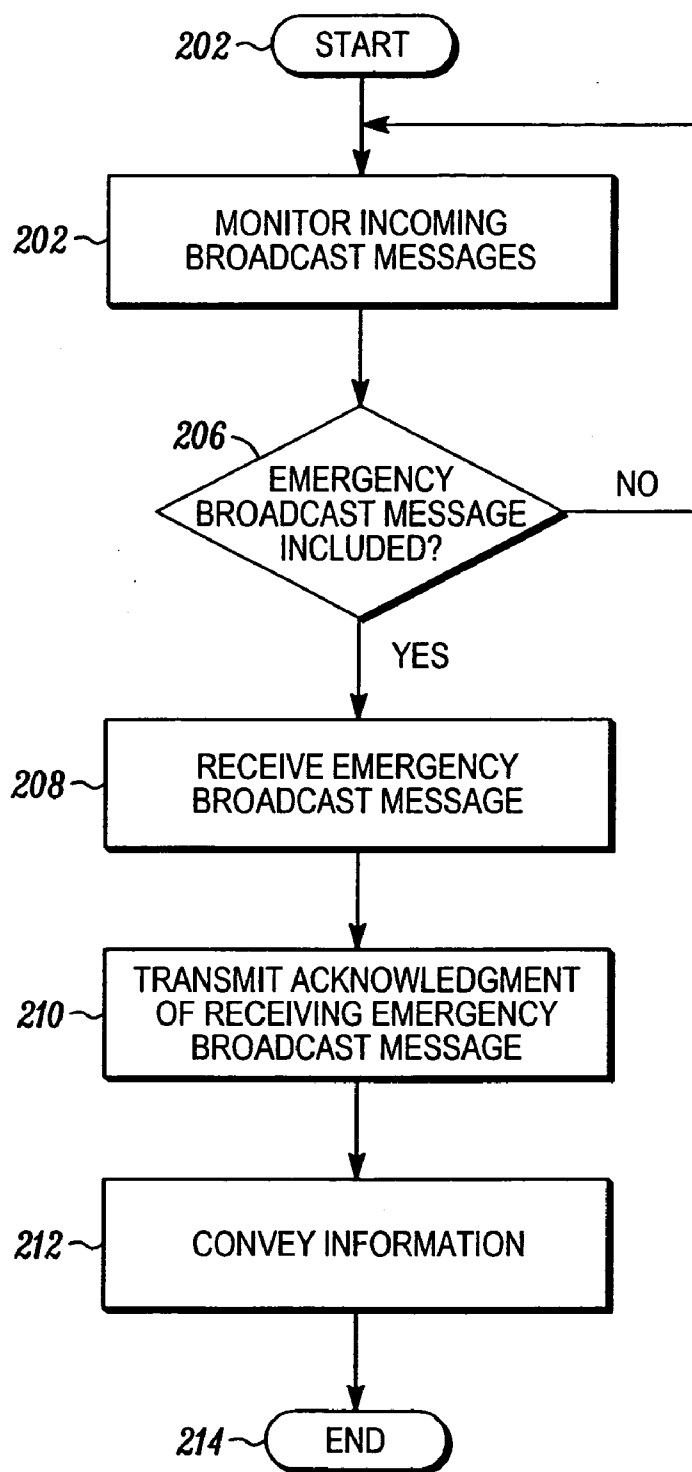 202 START
202 MONITOR INCOMING
BROADCAST MESSAGES
206
EMERGENCY
BROADCAST MESSAGE
INCLUDED?
NO
YES
208 RECEIVE EMERGENCY
BROADCAST MESSAGE
210 TRANSMIT ACKNOWLEDGMENT
OF RECEIVING EMERGENCY
BROADCAST MESSAGE
212 CONVEY INFORMATION
214 END